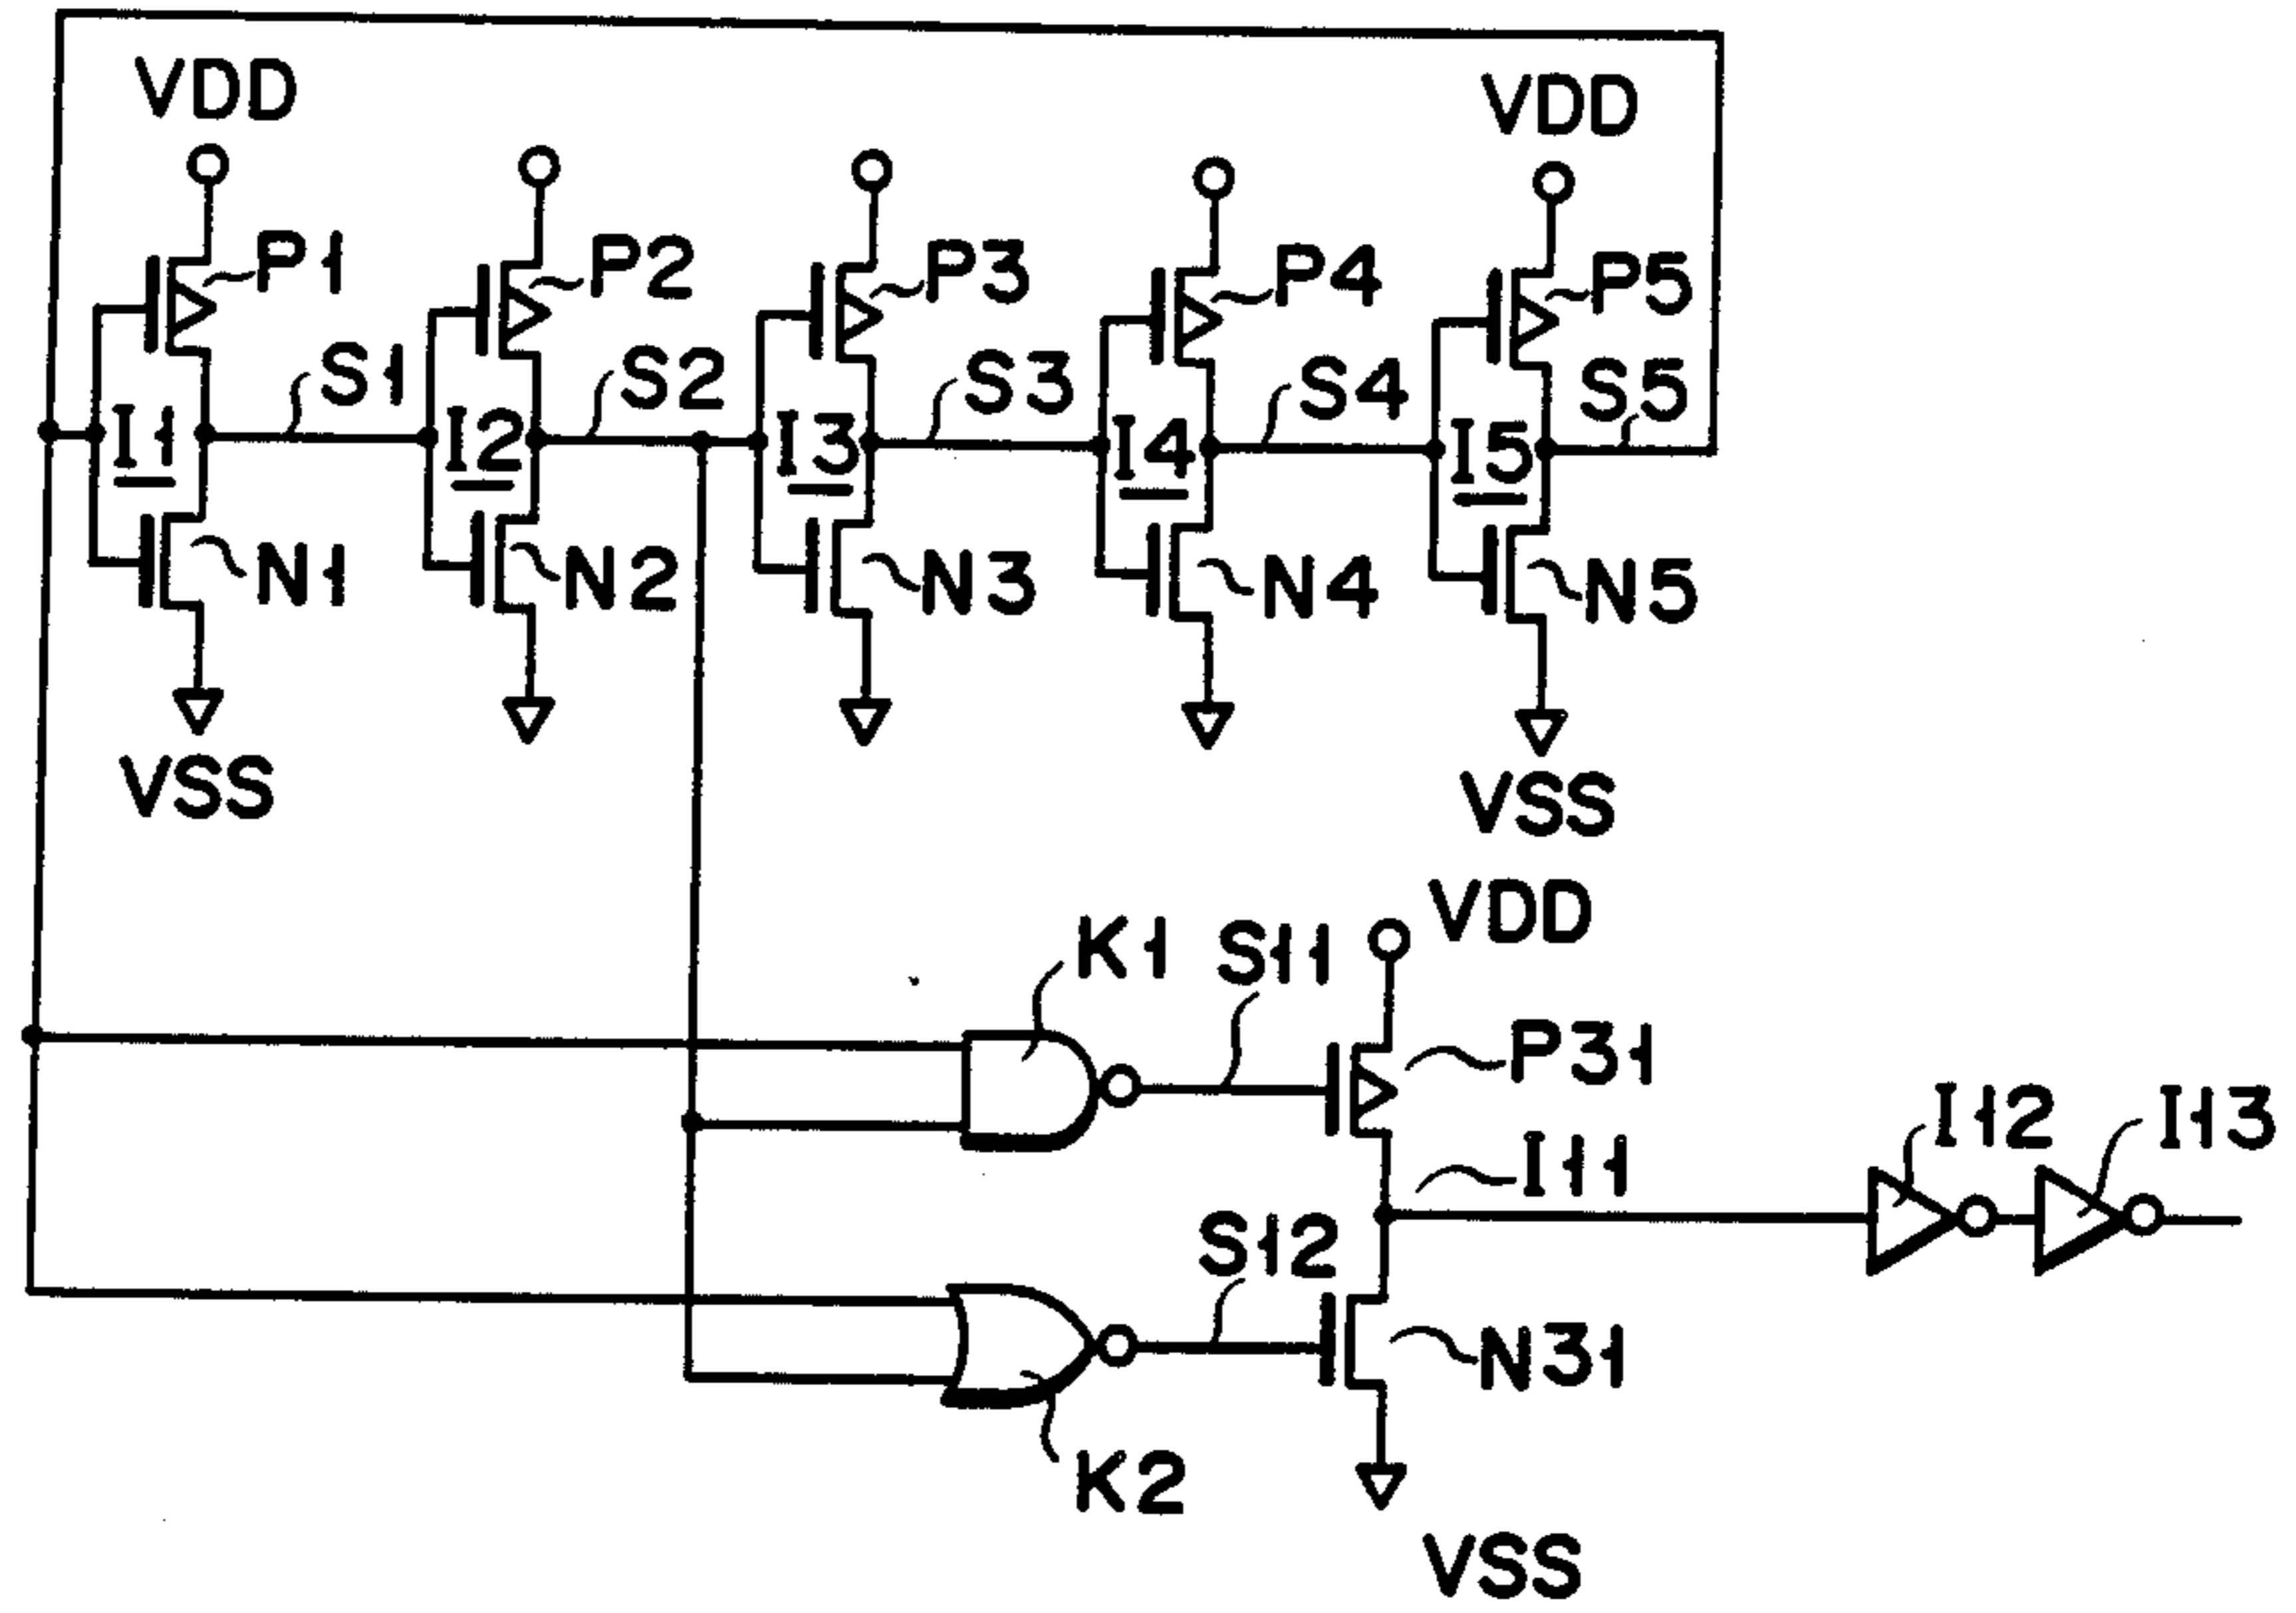 VDD VDD
P1 P2 P3 P4 P5
S1 S2 S3 S4 S5
I1 I2 I3 I4 I5
N1 N2 N3 N4 N5
VSS VSS
VDD
K1 S11
P31
I12 I13
I11
S12
N31
K2
VSS